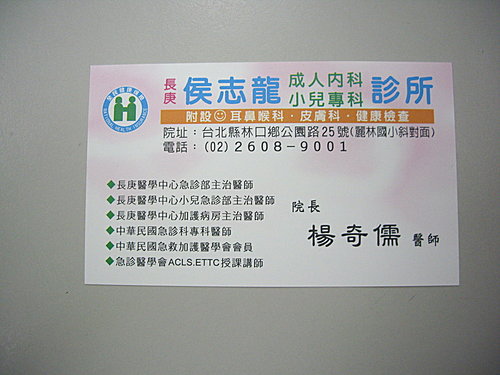 長庚 侯志龍 成人內科 小兒專科 診所
附設☺耳鼻喉科·皮膚科·健康檢查
院址：台北縣林口鄉公園路25號(麗林國小斜對面)
電話：(02) 2608-9001
◆長庚醫學中心急診部主治醫師
◆長庚醫學中心小兒急診部主治醫師
◆長庚醫學中心加護病房主治醫師
◆中華民國急診科專科醫師
◆中華民國急救加護醫學會會員
◆急診醫學會ACLS.ETTC授課講師
院長
楊奇儒 醫師